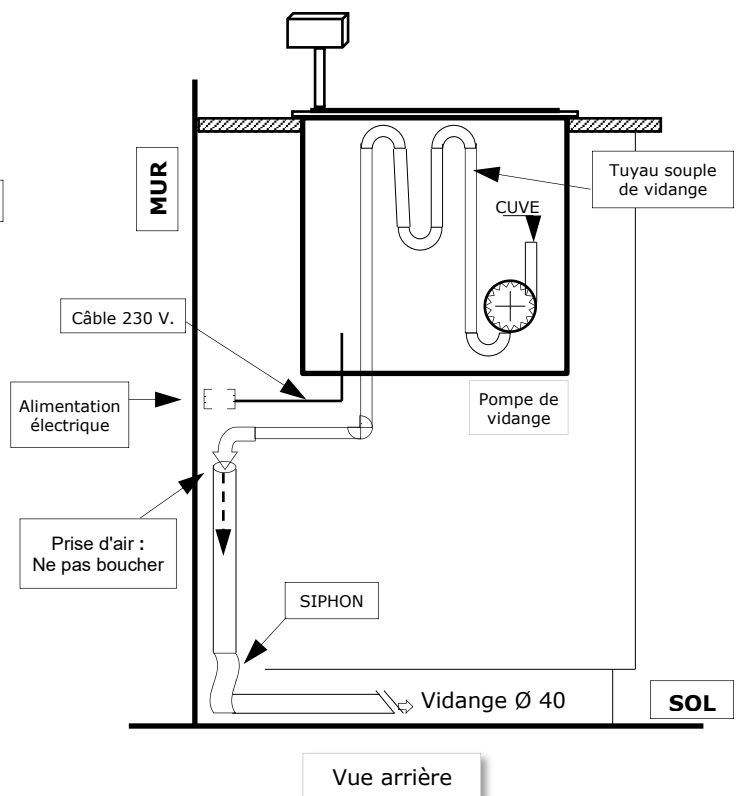 MUR
Tuyau souple
de vidange
CUVE
Câble 230 V.
Alimentation
électrique
Pompe de
vidange
Prise d'air :
Ne pas boucher
SIPHON
Vidange Ø 40
SOL
Vue arrière